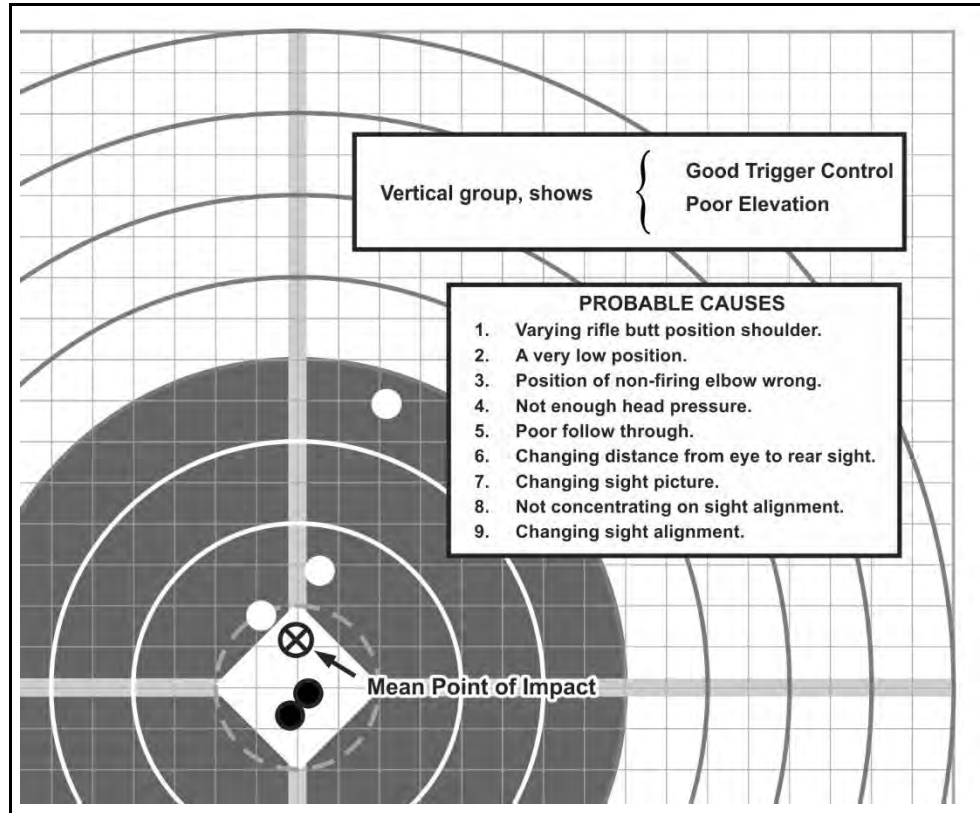 Vertical group, shows
Good Trigger Control
Poor Elevation
PROBABLE CAUSES
1. Varying rifle butt position shoulder.
2. A very low position.
3. Position of non-firing elbow wrong.
4. Not enough head pressure.
5. Poor follow through.
6. Changing distance from eye to rear sight.
7. Changing sight picture.
8. Not concentrating on sight alignment.
9. Changing sight alignment.
Mean Point of Impact